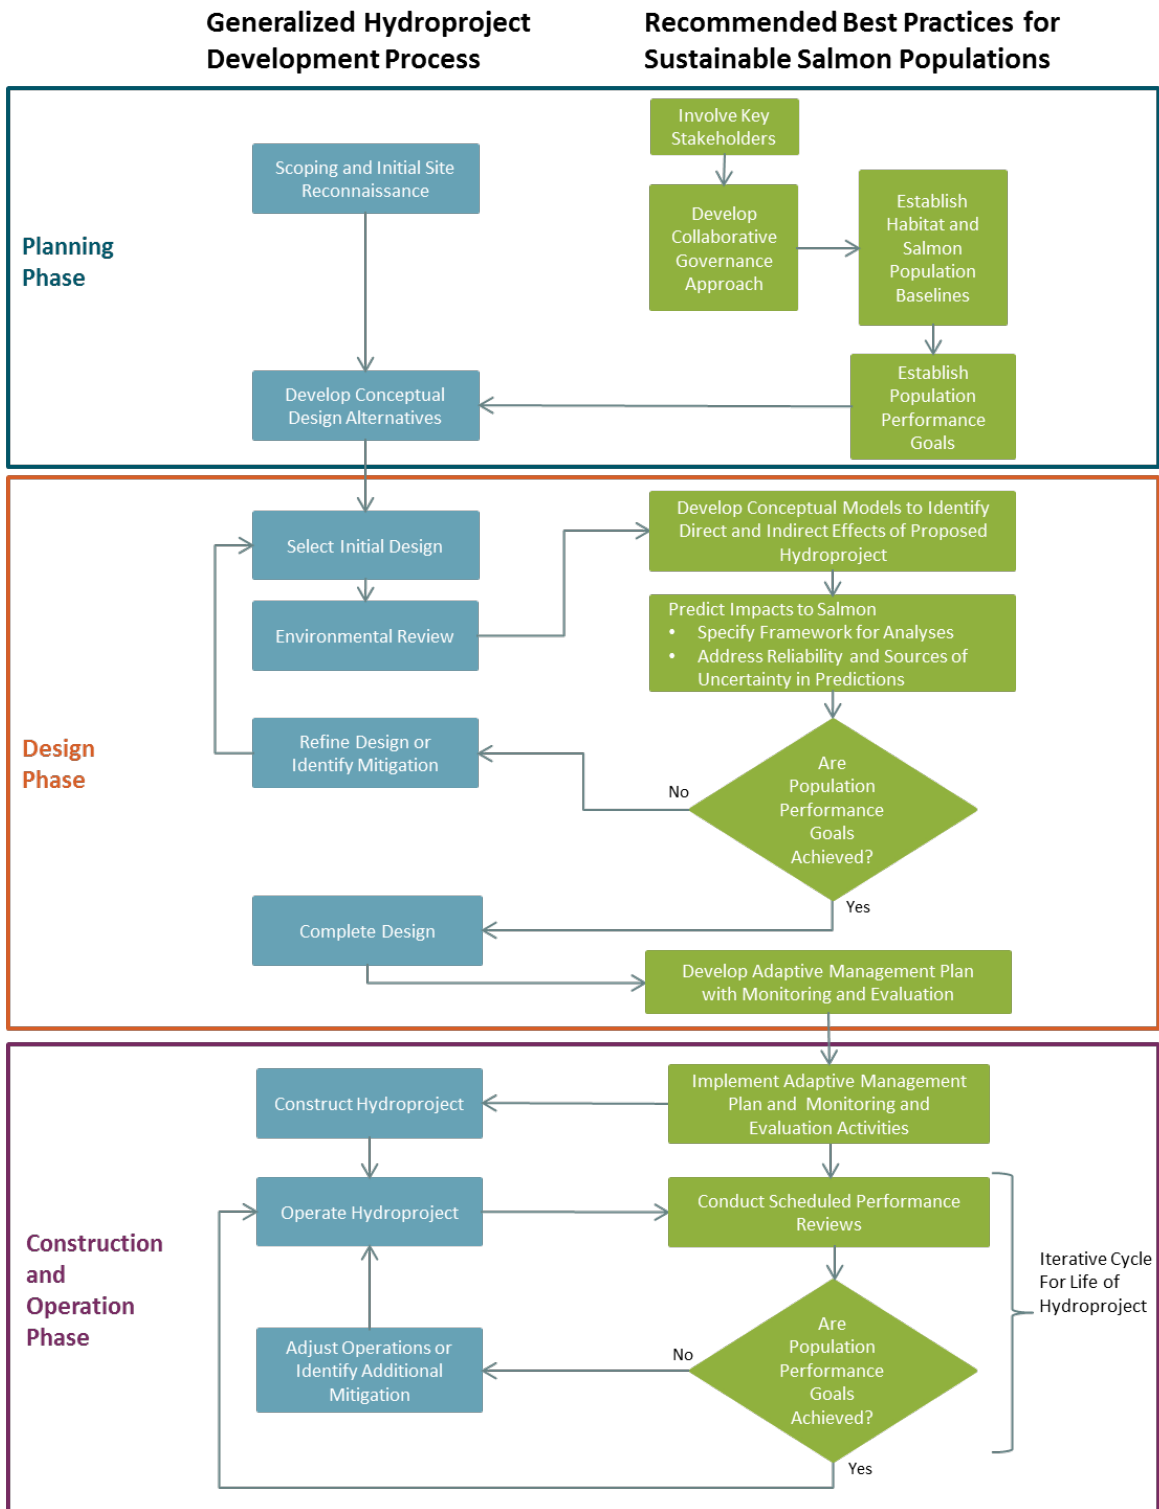 Generalized Hydroproject
Development Process
Recommended Best Practices for
Sustainable Salmon Populations
Planning
Phase
Scoping and Initial Site
Reconnaissance
Involve Key
Stakeholders
Develop
Collaborative
Governance
Approach
Establish
Habitat and
Salmon
Population
Baselines
Establish
Population
Performance
Goals
Develop Conceptual
Design Alternatives
Design
Phase
Select Initial Design
Environmental Review
Develop Conceptual Models to Identify
Direct and Indirect Effects of Proposed
Hydroproject
Predict Impacts to Salmon
• Specify Framework for Analyses
• Address Reliability and Sources of
Uncertainty in Predictions
Refine Design or
Identify Mitigation
No
Are
Population
Performance
Goals
Achieved?
Yes
Complete Design
Develop Adaptive Management Plan
with Monitoring and Evaluation
Construction
and
Operation
Phase
Construct Hydroproject
Implement Adaptive Management
Plan and Monitoring and
Evaluation Activities
Operate Hydroproject
Conduct Scheduled Performance
Reviews
Iterative Cycle
For Life of
Hydroproject
Adjust Operations or
Identify Additional
Mitigation
No
Are
Population
Performance
Goals
Achieved?
Yes